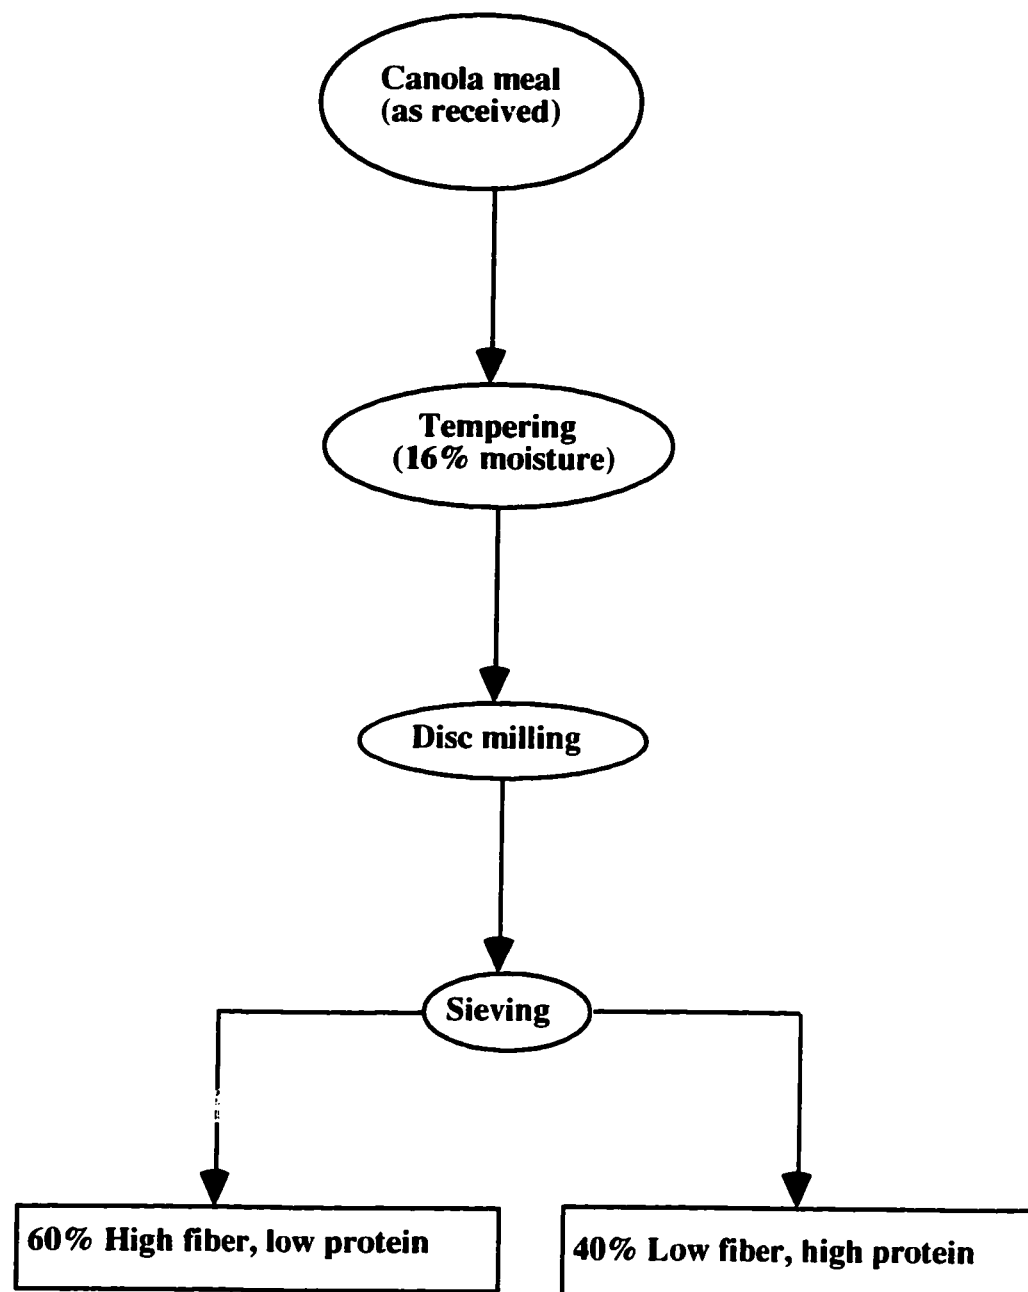 Canola meal
(as received)
Tempering
(16% moisture)
Disc milling
Sieving
60% High fiber, low protein
40% Low fiber, high protein